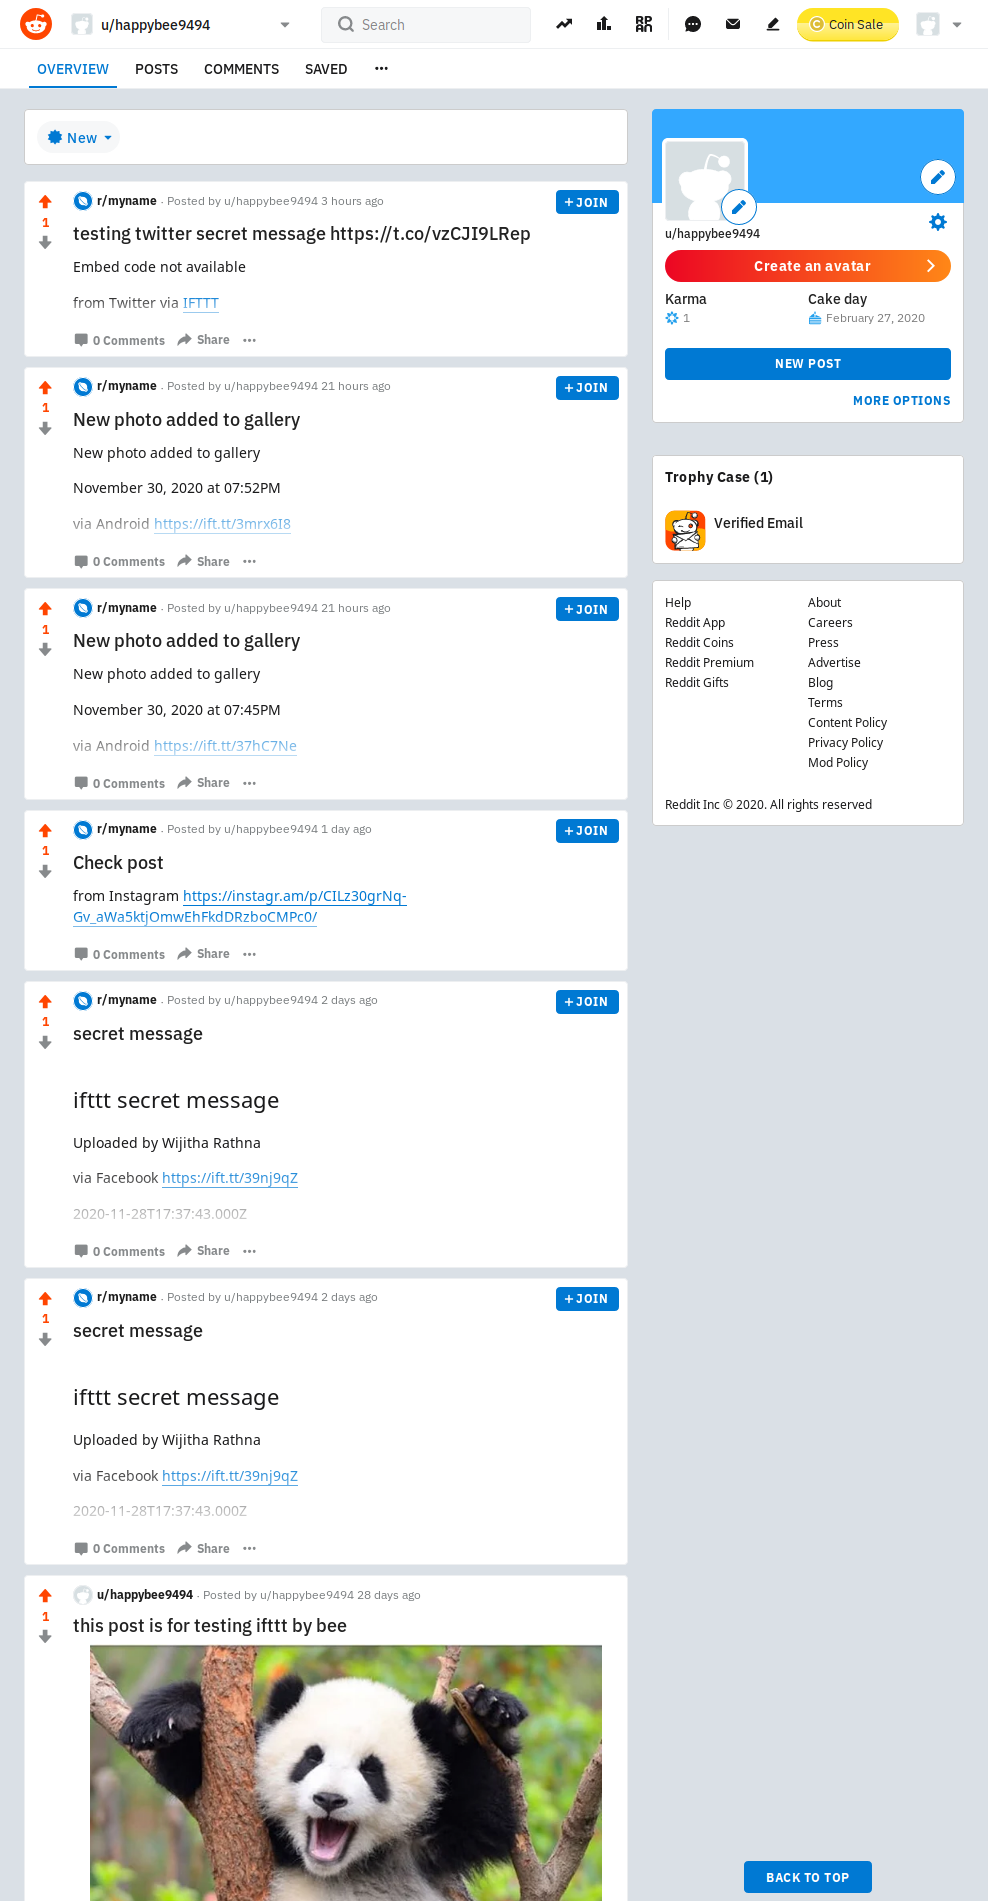 u/happybee9494
Search
Coin Sale
OVERVIEW POSTS COMMENTS SAVED
New
r/myname · Posted by u/happybee9494 3 hours ago
JOIN
1
testing twitter secret message https://t.co/vzCJI9LRep
Embed code not available
from Twitter via IFTTT
0 Comments Share
r/myname · Posted by u/happybee9494 21 hours ago
JOIN
1
New photo added to gallery
New photo added to gallery
November 30, 2020 at 07:52PM
via Android https://ift.tt/3mrx6I8
0 Comments Share
r/myname · Posted by u/happybee9494 21 hours ago
JOIN
1
New photo added to gallery
New photo added to gallery
November 30, 2020 at 07:45PM
via Android https://ift.tt/37hC7Ne
0 Comments Share
r/myname · Posted by u/happybee9494 1 day ago
JOIN
1
Check post
from Instagram https://instagr.am/p/CILz30grNq-
Gv_aWa5ktjOmwEhFkdDRzboCMPc0/
0 Comments Share
r/myname · Posted by u/happybee9494 2 days ago
JOIN
1
secret message
ifttt secret message
Uploaded by Wijitha Rathna
via Facebook https://ift.tt/39nj9qZ
2020-11-28T17:37:43.000Z
0 Comments Share
r/myname · Posted by u/happybee9494 2 days ago
JOIN
1
secret message
ifttt secret message
Uploaded by Wijitha Rathna
via Facebook https://ift.tt/39nj9qZ
2020-11-28T17:37:43.000Z
0 Comments Share
u/happybee9494 · Posted by u/happybee9494 28 days ago
1
this post is for testing ifttt by bee
u/happybee9494
Create an avatar
Karma Cake day
1 February 27, 2020
NEW POST
MORE OPTIONS
Trophy Case (1)
Verified Email
Help About
Reddit App Careers
Reddit Coins Press
Reddit Premium Advertise
Reddit Gifts Blog
Terms
Content Policy
Privacy Policy
Mod Policy
Reddit Inc © 2020. All rights reserved
BACK TO TOP